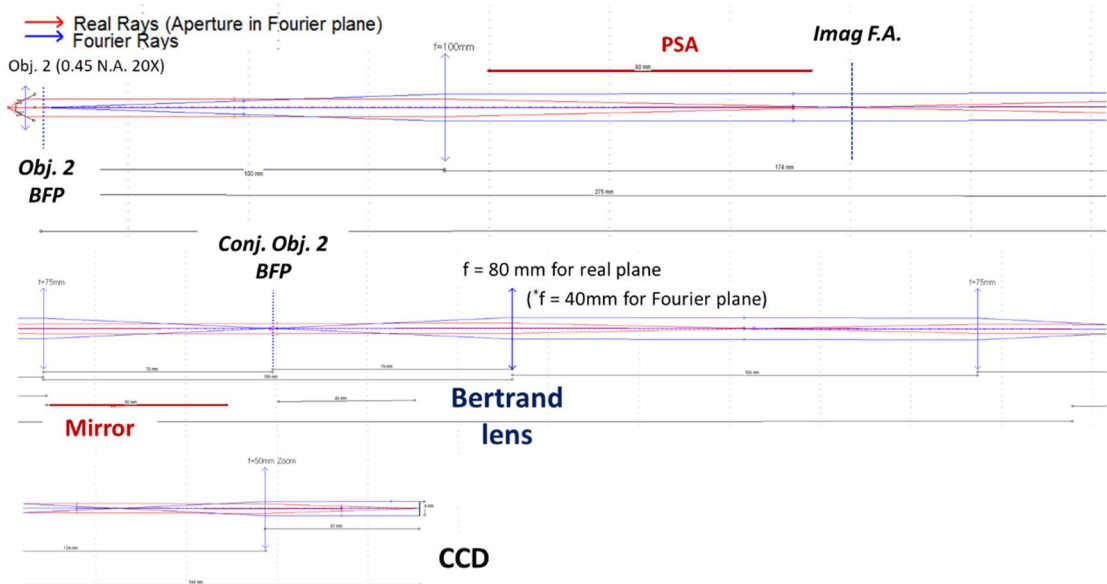 Real Rays (Aperture in Fourier plane)
Fourier Rays
Obj. 2 (0.45 N.A. 20X)
f=100mm
PSA
80 mm
Imag F.A.
Obj. 2
BFP
100 mm
174 mm
275 mm
Conj. Obj. 2
BFP
f=75mm
f = 80 mm for real plane
(*f = 40mm for Fourier plane)
f=75mm
Mirror
Bertrand
lens
f=50mm Zoom
CCD